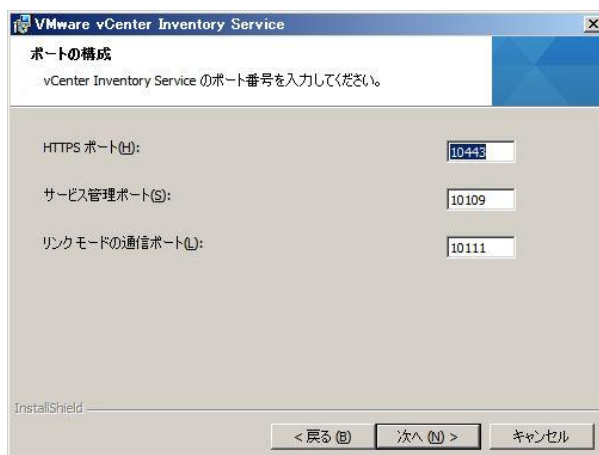 VMware vCenter Inventory Service
ポートの構成
vCenter Inventory Service のポート番号を入力してください。
HTTPS ポート(H): 10443
サービス管理ポート(S): 10109
リンク モードの通信ポート(L): 10111
InstallShield
< 戻る (B) 次へ (N) > キャンセル